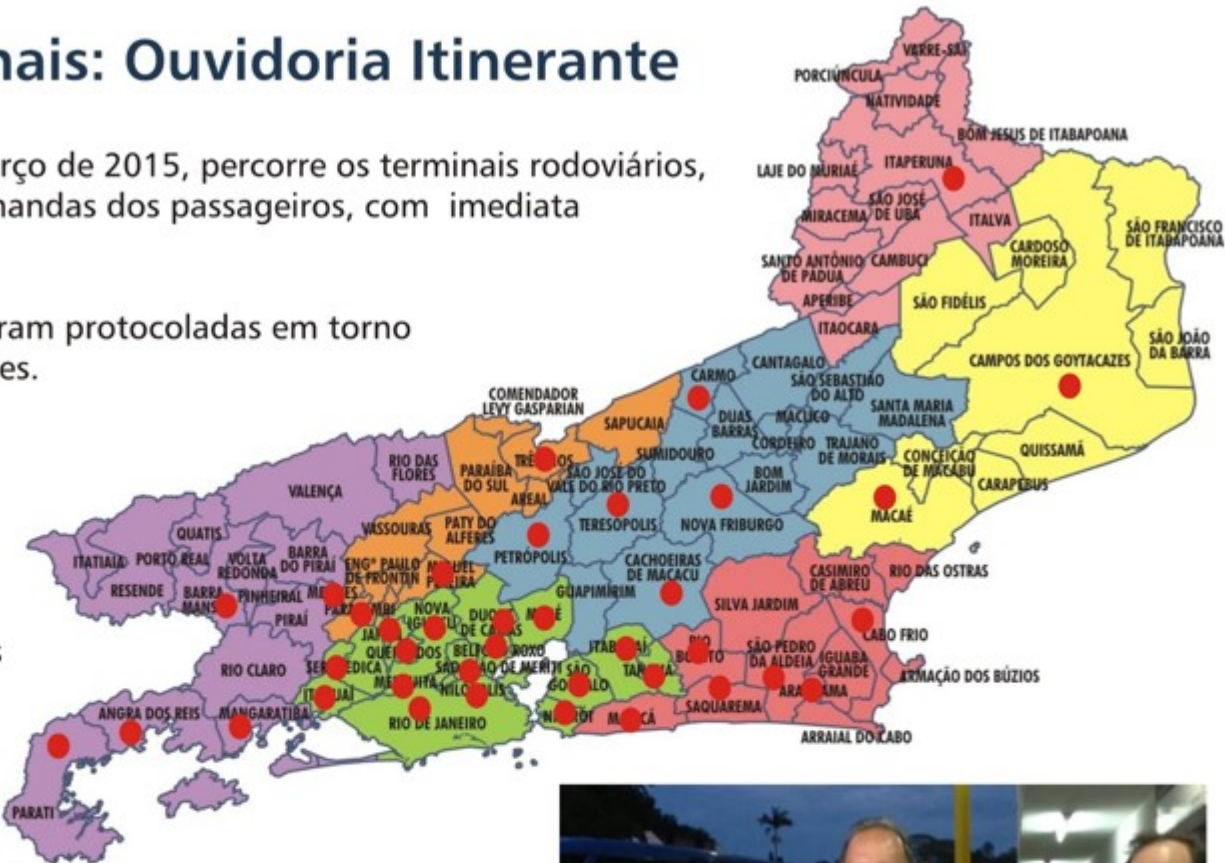 nais: Ouvidoria Itinerante
rço de 2015, percorre os terminais rodoviários,
nandas dos passageiros, com imediata
ram protocoladas em torno
es.
s
VARRE-SAI
PORCIÚNCULA
NATIVIDADE
BOM JESUS DE ITABAPOANA
LAJE DO MURIAÉ
ITAPERUNA
MIRACEMA
SÃO JOSÉ
DE UBA
ITALVA
SANTO ANTÔNIO
DE PADUA
CAMBUCI
CARDOSO
MOREIRA
SÃO FRANCISCO
DE ITABAPOANA
APERIBE
SÃO FIDÉLIS
ITAOCARA
SÃO JOÃO
DA BARRA
CAMPOS DOS GOYTACAZES
CANTAGALO
CARMO
SÃO SEBASTIÃO
DO ALTO
COMENDADOR
LEVY GASPARIAN
SAPUCAIA
DUAS
BARRAS
MACUCO
SANTA MARIA
MADALENA
CORDEIRO
TRAJANO
DE MORAIS
SUMIDOURO
CONCEIÇÃO
DE MACABU
QUISSAMÃ
CARAPEBUS
RIO DAS
FLORES
PARAÍBA
DO SUL
AREAL
SÃO JOSE DO
VALE DO RIO PRETO
BOM
JARDIM
VALENÇA
MACAÉ
TERESOPOLIS
NOVA FRIBURGO
VASSOURAS
PATY DO
ALFERES
PETRÓPOLIS
QUATIS
ITATIAIA
PORTO REAL
VOLTA
REDONDA
BARRA
DO PIRAÍ
ENGº PAULO
DE FRONTIN
CACHOEIRAS
DE MACACU
CASIMIRO
DE ABREU
RIO DAS OSTRAS
RESENDE
BARRA
PINHEIRAL
GUAPIMIRIM
SILVA JARDIM
PIRAÍ
NOVA
CABO FRIO
RIO CLARO
SÃO PEDRO
DA ALDEIA
IGUABA
GRANDE
ARMAÇÃO DOS BÚZIOS
SÃO
SAQUAREMA
ANGRA DOS REIS
MANGARATIBA
RIO DE JANEIRO
ARRAIAL DO CABO
PARATI